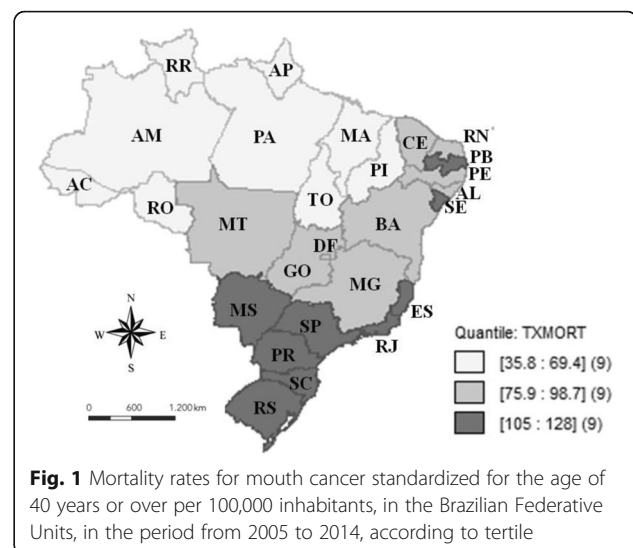 RR
AP
AM
PA
MA
CE
RN
PB
PI
PE
AC
AL
TO
SE
RO
MT
BA
DF
GO
MG
MS
ES
SP
RJ
PR
SC
RS
N
W E
S
0 600 1.200 km
Quantile: TXMORT
[35.8 : 69.4] (9)
[75.9 : 98.7] (9)
[105 : 128] (9)
Fig. 1 Mortality rates for mouth cancer standardized for the age of
40 years or over per 100,000 inhabitants, in the Brazilian Federative
Units, in the period from 2005 to 2014, according to tertile